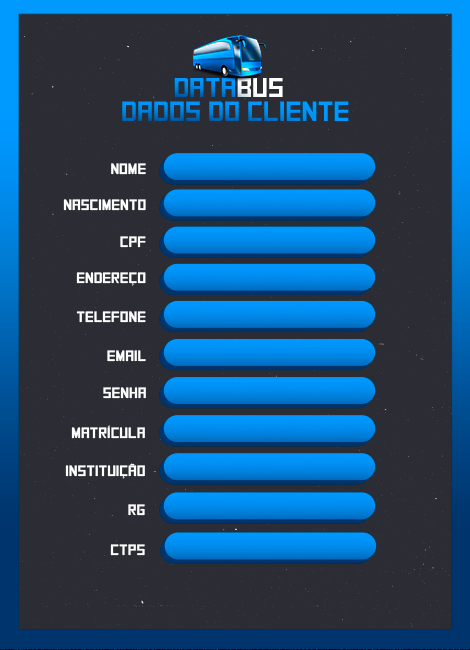 DATABUS
DADOS DO CLIENTE
NOME
NASCIMENTO
CPF
ENDEREÇO
TELEFONE
EMAIL
SENHA
MATRÍCULA
INSTITUIÇÃO
RG
CTPS